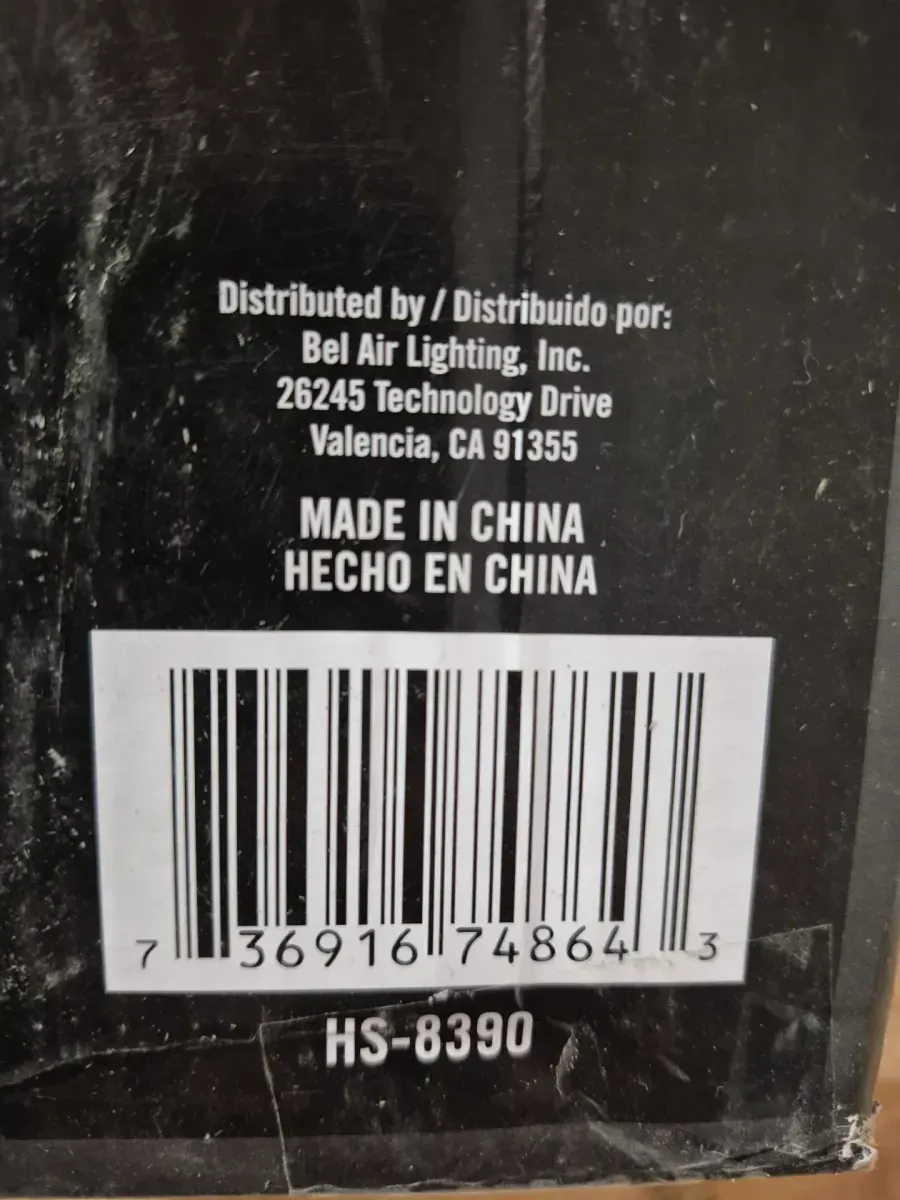 Distributed by / Distribuido por:
Bel Air Lighting, Inc.
26245 Technology Drive
Valencia, CA 91355
MADE IN CHINA
HECHO EN CHINA
7 36916 74864 3
HS-8390